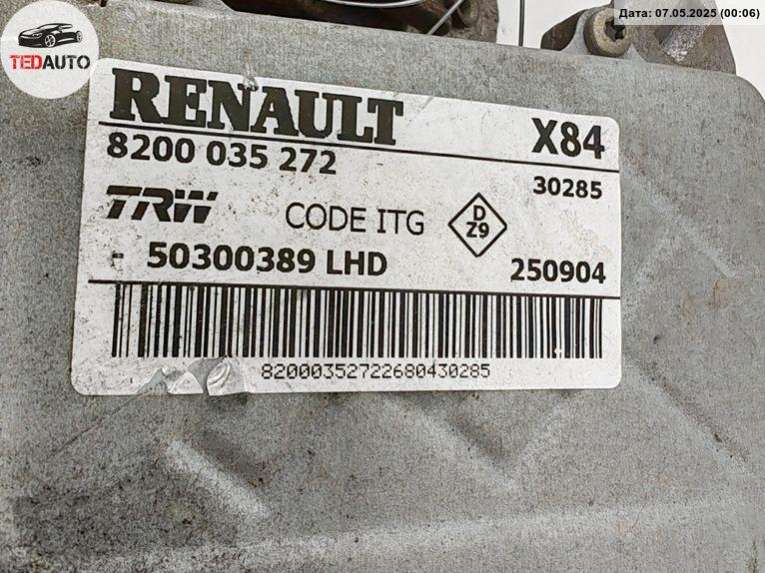 Дата: 07.05.2025 (00:06)
TEDAUTO
RENAULT
X84
8200 035 272
30285
TRW CODE ITG D Z9
- 50300389 LHD 250904
82000352722680430285